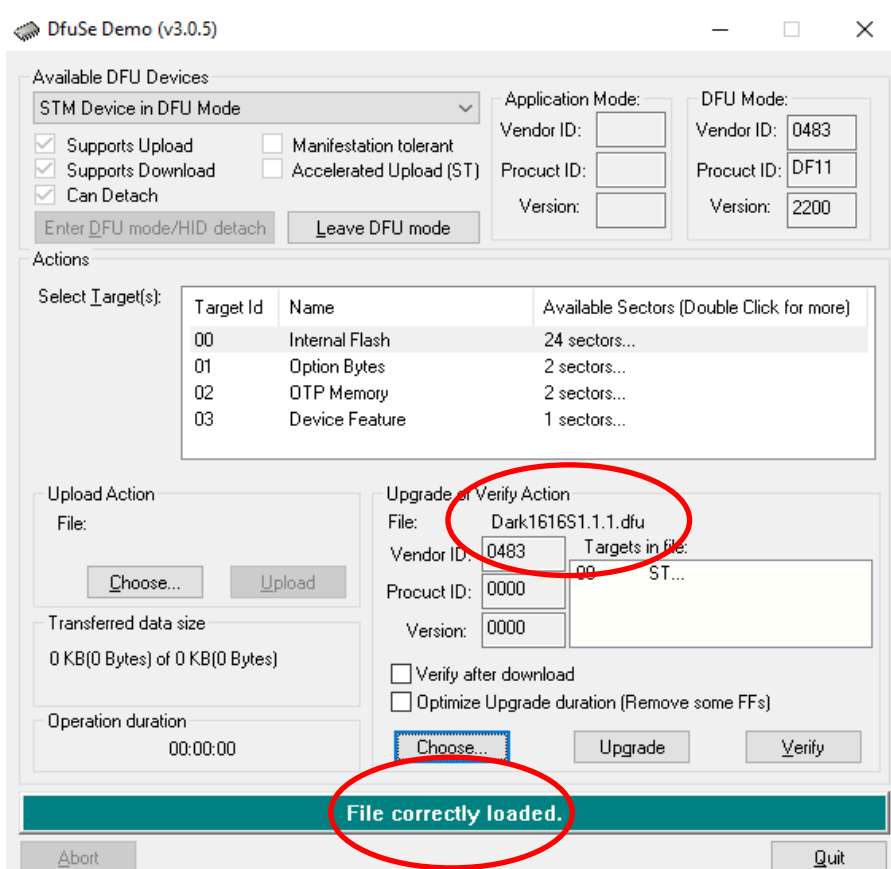 DfuSe Demo (v3.0.5)
Available DFU Devices
STM Device in DFU Mode
Supports Upload
Manifestation tolerant
Supports Download
Accelerated Upload (ST)
Can Detach
Enter DFU mode/HID detach
Leave DFU mode
Application Mode:
Vendor ID:
Procuct ID:
Version:
DFU Mode:
Vendor ID: 0483
Procuct ID: DF11
Version: 2200
Actions
Select Target(s):
Target Id Name Available Sectors (Double Click for more)
00 Internal Flash 24 sectors...
01 Option Bytes 2 sectors...
02 OTP Memory 2 sectors...
03 Device Feature 1 sectors...
Upload Action
File:
Choose... Upload
Transferred data size
0 KB(0 Bytes) of 0 KB(0 Bytes)
Operation duration
00:00:00
Upgrade or Verify Action
File: Dark1616S1.1.1.dfu
Vendor ID: 0483
Procuct ID: 0000
Version: 0000
Targets in file:
00 ST...
Verify after download
Optimize Upgrade duration (Remove some FFs)
Choose... Upgrade Verify
File correctly loaded.
Abort Quit